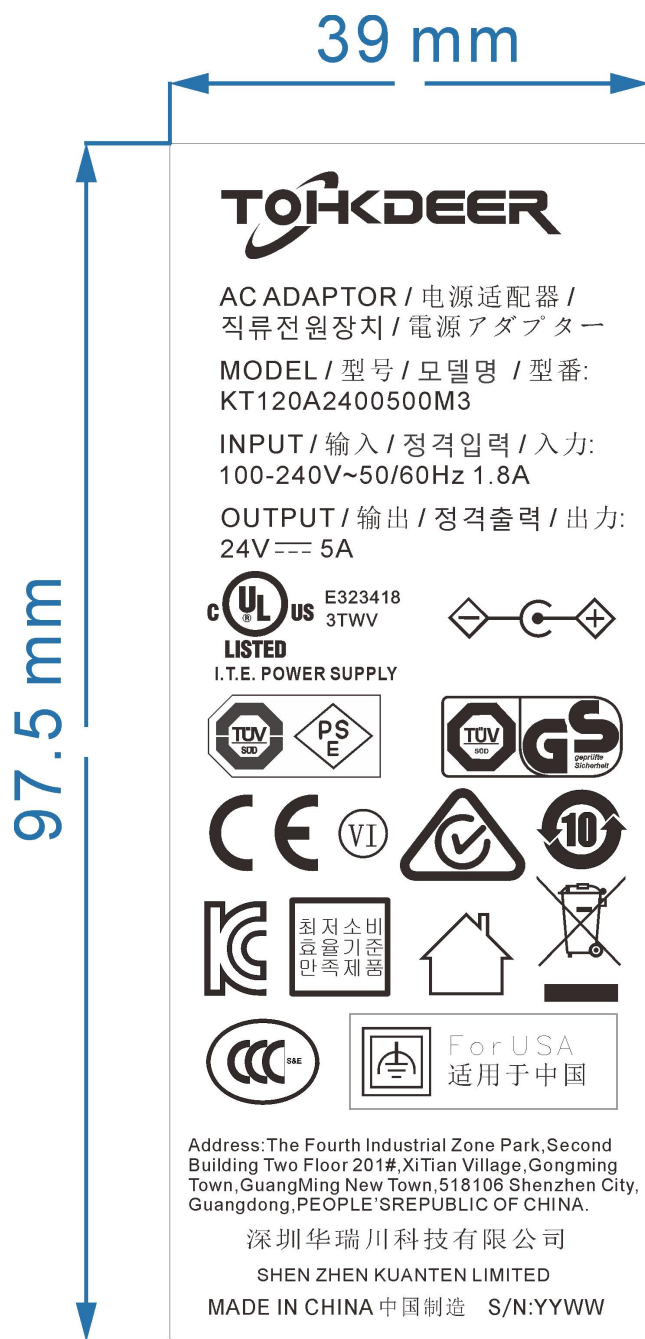 39 mm
97.5 mm
TOHKDEER
AC ADAPTOR / 电源适配器 /
직류전원장치 / 電源アダプター
MODEL / 型号 / 모델명 / 型番:
KT120A2400500M3
INPUT / 输入 / 정격입력 / 入力:
100-240V~50/60Hz 1.8A
OUTPUT / 输出 / 정격출력 / 出力:
24V⎓5A
C UL ® US E323418
3TWV
LISTED
I.T.E. POWER SUPPLY
TÜV SÜD PS E
TÜV SÜD GS geprüfte Sicherheit
CE VI 10
KC
최저소비
효율기준
만족제품
CCC S&E
For USA
适用于中国
Address:The Fourth Industrial Zone Park,Second
Building Two Floor 201#,XiTian Village,Gongming
Town,GuangMing New Town,518106 Shenzhen City,
Guangdong,PEOPLE'SREPUBLIC OF CHINA.
深圳华瑞川科技有限公司
SHEN ZHEN KUANTEN LIMITED
MADE IN CHINA 中国制造 S/N:YYWW